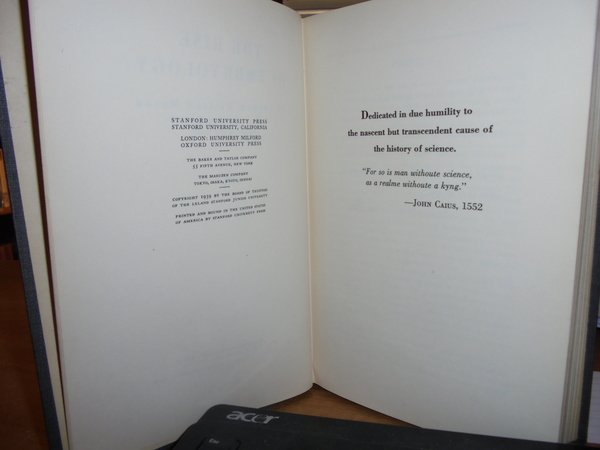 STANFORD UNIVERSITY PRESS
STANFORD UNIVERSITY, CALIFORNIA
LONDON: HUMPHREY MILFORD
OXFORD UNIVERSITY PRESS
THE BAKER AND TAYLOR COMPANY
55 FIFTH AVENUE, NEW YORK
THE MARUZEN COMPANY
TOKYO, OSAKA, KYOTO, SENDAI
COPYRIGHT 1939 BY THE BOARD OF TRUSTEES
OF THE LELAND STANFORD JUNIOR UNIVERSITY
PRINTED AND BOUND IN THE UNITED STATES
OF AMERICA BY STANFORD UNIVERSITY PRESS
Dedicated in due humility to
the nascent but transcendent cause of
the history of science.
"For so is man withoute science,
as a realme without a kyng."
—JOHN CAIUS, 1552
acer
Esc